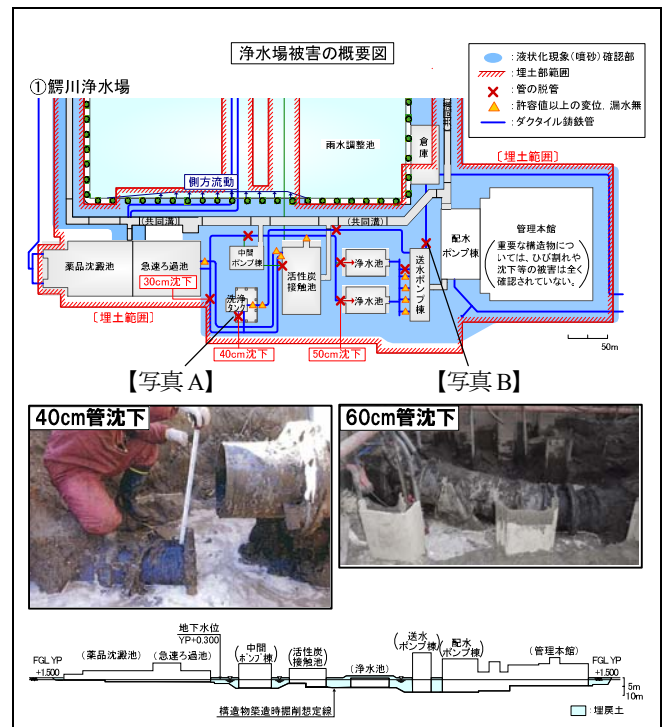 浄水場被害の概要図
:液状化現象(噴砂)確認部
:埋土部範囲
:管の脱管
:許容値以上の変位,漏水無
:ダクタイル鋳鉄管
①鰐川浄水場
雨水調整池
倉庫
〔埋土範囲〕
側方流動
(共同溝)
(共同溝)
薬品沈澱池
急速ろ過池
中間
ポンプ棟
活性炭
接触池
浄水池
浄水池
送水ポンプ棟
配水
ポンプ棟
管理本館
(重要な構造物につ
いては、ひび割れや
沈下等の被害は全く
確認されていない。)
30cm沈下
洗浄
タンク
〔埋土範囲〕
40cm沈下
50cm沈下
50m
【写真A】
【写真B】
40cm管沈下
60cm管沈下
地下水位
YP+0.300
FGL YP
+1.500
(薬品沈澱池)
(急速ろ過池)
(中間
ポンプ棟)
(活性炭
接触池)
(浄水池)
(送水
ポンプ棟)
(配水
ポンプ棟)
(管理本館)
FGL YP
+1.500
5m
10m
構造物築造時掘削想定線
:埋戻土